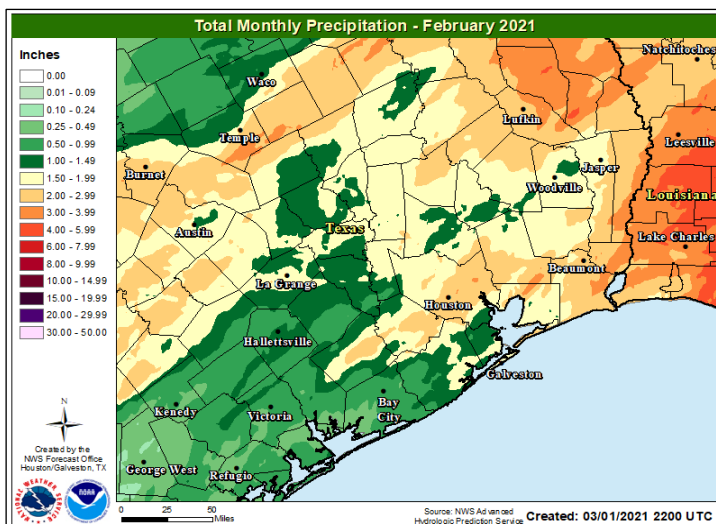 Total Monthly Precipitation - February 2021
Inches
0.00
0.01 - 0.09
0.10 - 0.24
0.25 - 0.49
0.50 - 0.99
1.00 - 1.49
1.50 - 1.99
2.00 - 2.99
3.00 - 3.99
4.00 - 5.99
6.00 - 7.99
8.00 - 9.99
10.00 - 14.99
15.00 - 19.99
20.00 - 29.99
30.00 - 50.00
Natchitoches
Waco
Lufkin
Temple
Leesville
Burnet
Jasper
Woodville
Louisiana
Austin
Texas
Lake Charles
Beaumont
La Grange
Houston
Hallettsville
Galveston
Bay
City
Kenedy
Victoria
George West
Refugio
N
Created by the
NWS Forecast Office
Houston/Galveston, TX
NATIONAL WEATHER SERVICE
NOAA
0 25 50
Miles
Source: NWS Advanced
Hydrologic Prediction Service
Created: 03/01/2021 2200 UTC